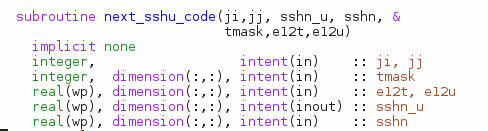 subroutine next_sshu_code(ji,jj, sshn_u, sshn, &
tmask,e12t,e12u)
implicit none
integer, intent(in) :: ji, jj
integer, dimension(:,:), intent(in) :: tmask
real(wp), dimension(:,:), intent(in) :: e12t, e12u
real(wp), dimension(:,:), intent(inout) :: sshn_u
real(wp), dimension(:,:), intent(in) :: sshn